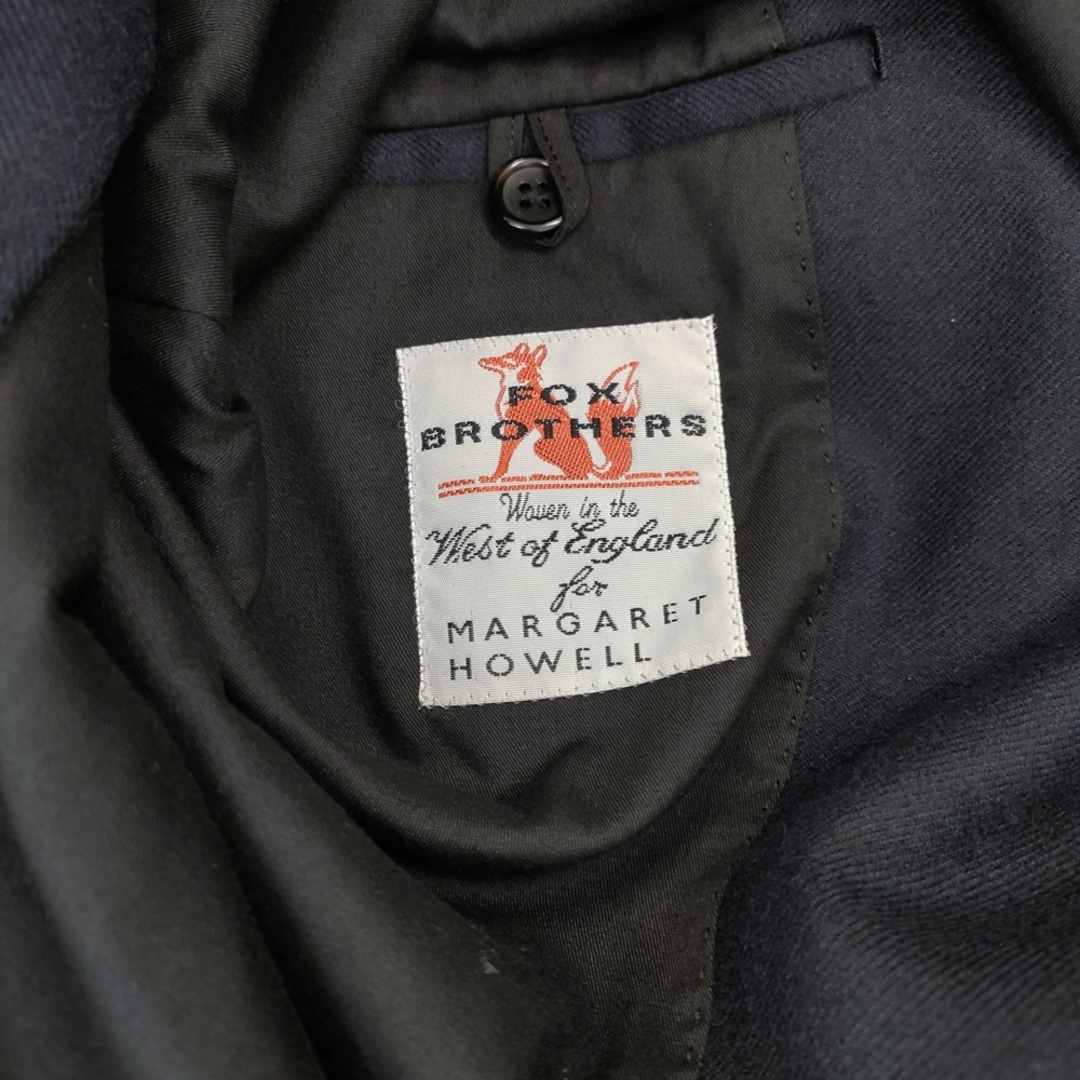 FOX
BROTHERS
Woven in the
West of England
for
MARGARET
HOWELL